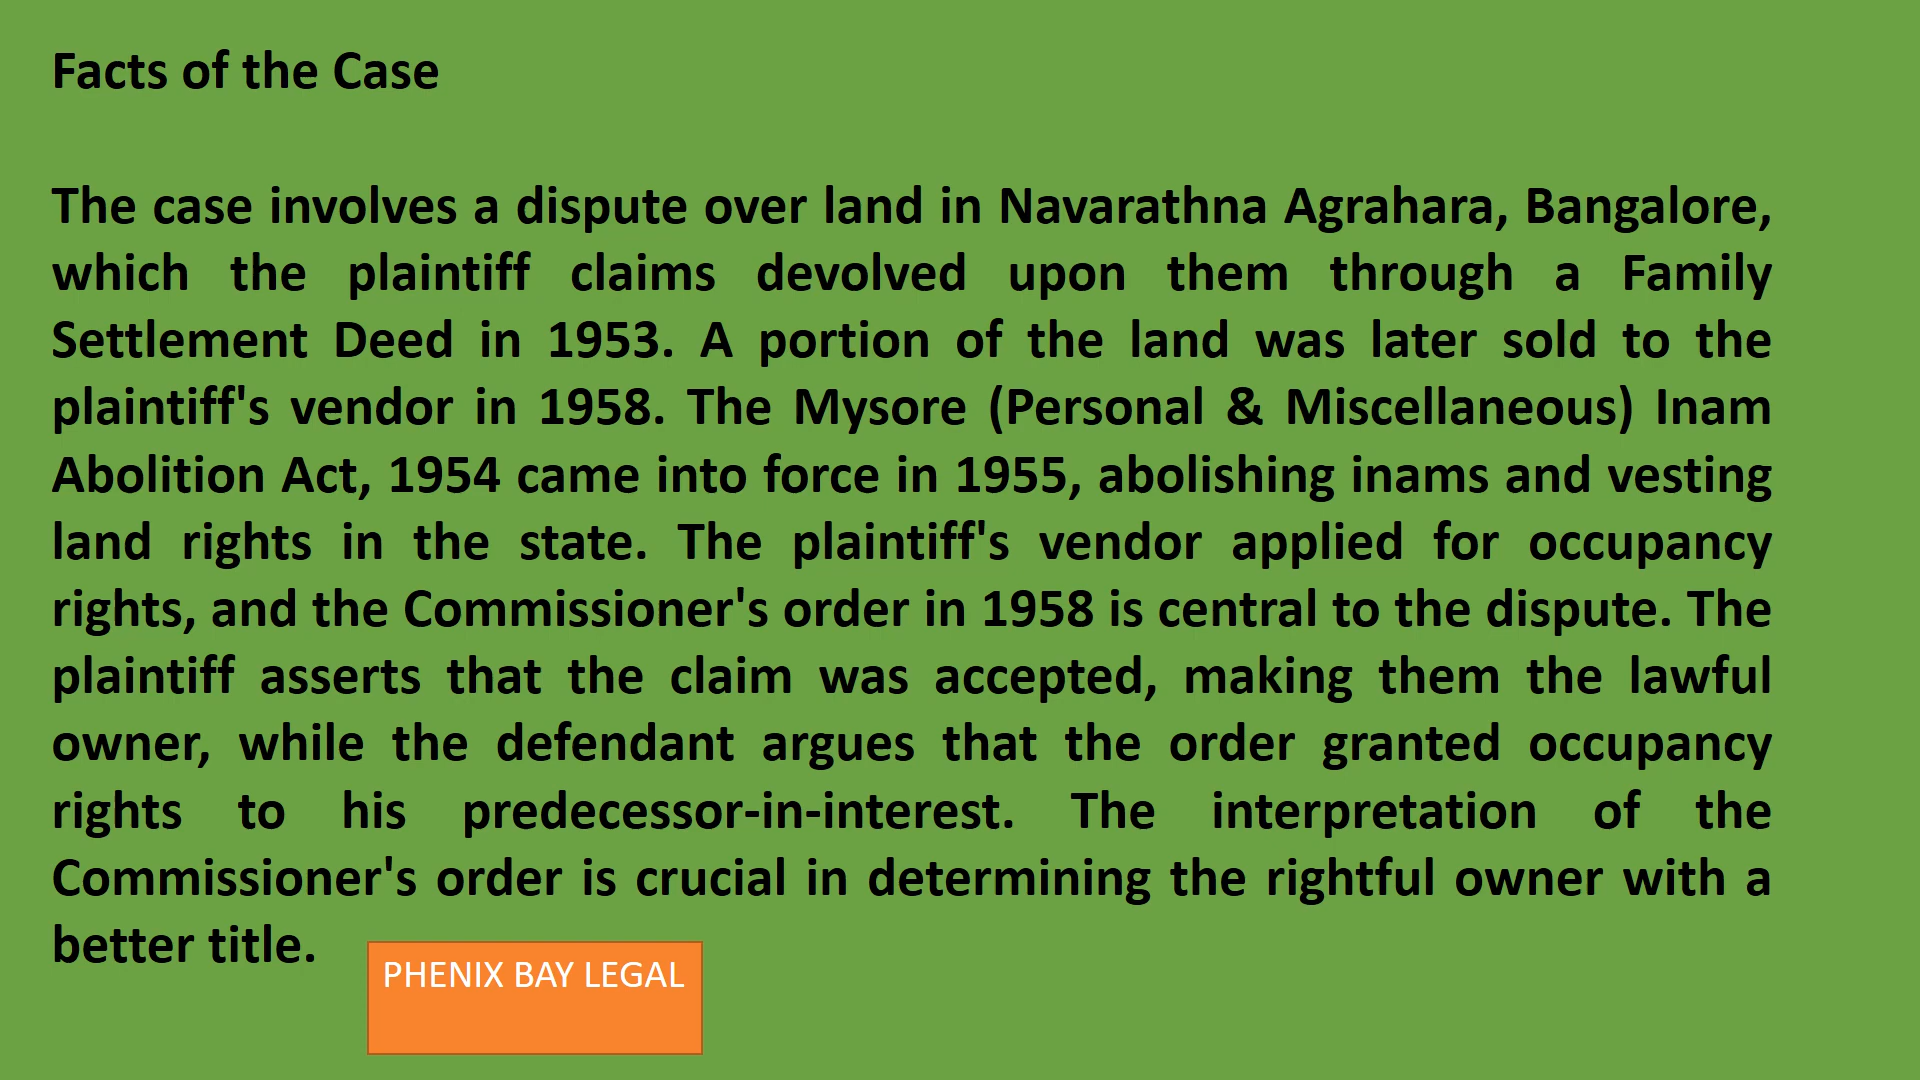 Facts of the Case
The case involves a dispute over land in Navarathna Agrahara, Bangalore,
which the plaintiff claims devolved upon them through a Family
Settlement Deed in 1953. A portion of the land was later sold to the
plaintiff's vendor in 1958. The Mysore (Personal & Miscellaneous) Inam
Abolition Act, 1954 came into force in 1955, abolishing inams and vesting
land rights in the state. The plaintiff's vendor applied for occupancy
rights, and the Commissioner's order in 1958 is central to the dispute. The
plaintiff asserts that the claim was accepted, making them the lawful
owner, while the defendant argues that the order granted occupancy
rights to his predecessor-in-interest. The interpretation of the
Commissioner's order is crucial in determining the rightful owner with a
better title.
PHENIX BAY LEGAL